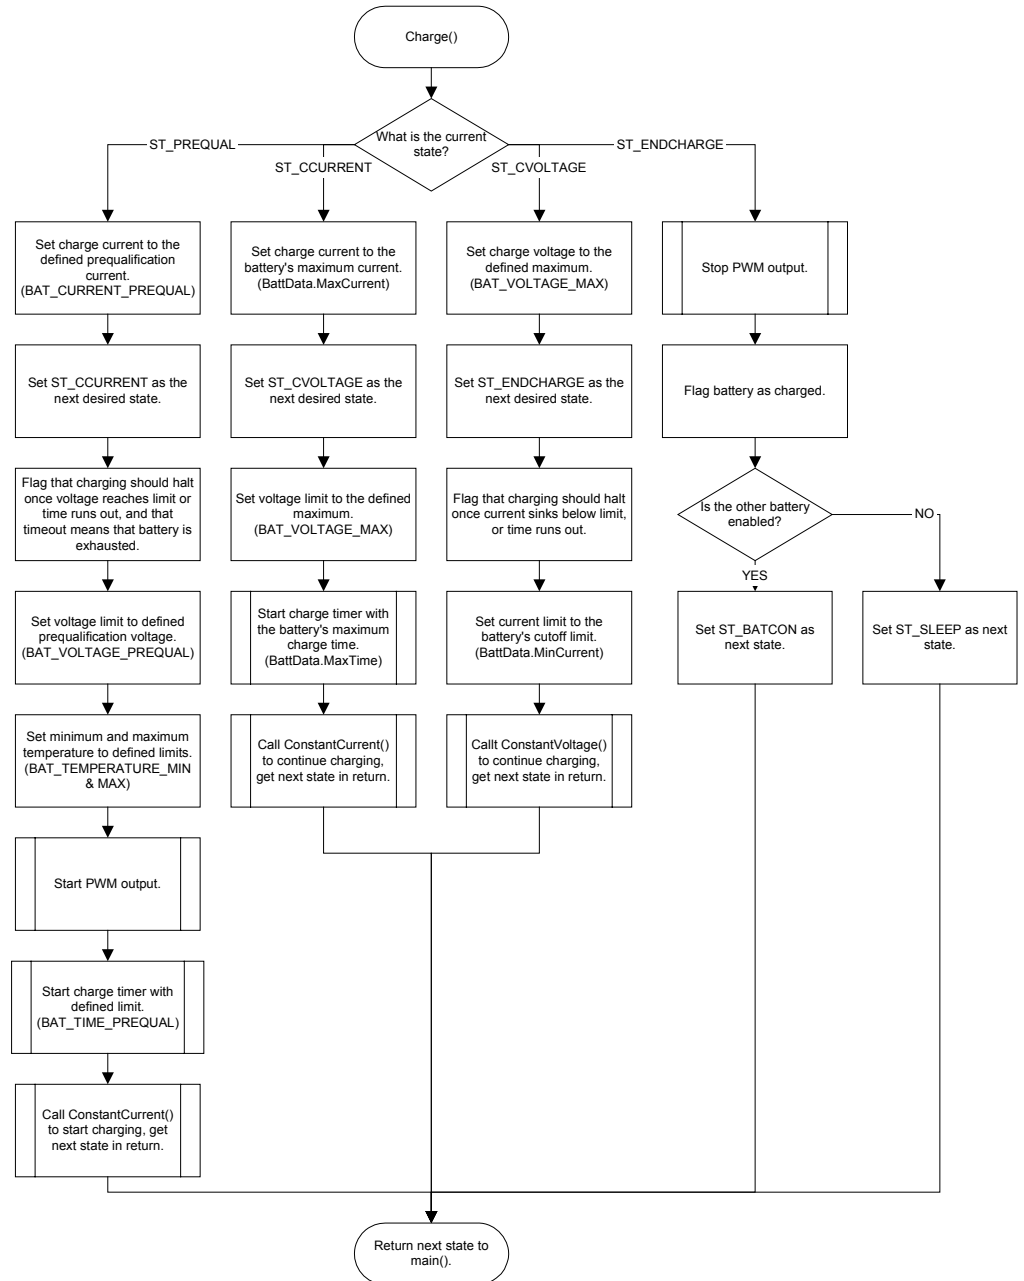 Charge()
What is the current
state?
ST_PREQUAL
ST_CCURRENT
ST_CVOLTAGE
ST_ENDCHARGE
Set charge current to the
defined prequalification
current.
(BAT_CURRENT_PREQUAL)
Set charge current to the
battery's maximum current.
(BattData.MaxCurrent)
Set charge voltage to the
defined maximum.
(BAT_VOLTAGE_MAX)
Stop PWM output.
Set ST_CCURRENT as the
next desired state.
Set ST_CVOLTAGE as the
next desired state.
Set ST_ENDCHARGE as the
next desired state.
Flag battery as charged.
Flag that charging should halt
once voltage reaches limit or
time runs out, and that
timeout means that battery is
exhausted.
Set voltage limit to the defined
maximum.
(BAT_VOLTAGE_MAX)
Flag that charging should halt
once current sinks below limit,
or time runs out.
Is the other battery
enabled?
NO
YES
Set voltage limit to defined
prequalification voltage.
(BAT_VOLTAGE_PREQUAL)
Start charge timer with
the battery's maximum
charge time.
(BattData.MaxTime)
Set current limit to the
battery's cutoff limit.
(BattData.MinCurrent)
Set ST_BATCON as
next state.
Set ST_SLEEP as next
state.
Set minimum and maximum
temperature to defined limits.
(BAT_TEMPERATURE_MIN
& MAX)
Call ConstantCurrent()
to continue charging,
get next state in return.
Callt ConstantVoltage()
to continue charging,
get next state in return.
Start PWM output.
Start charge timer with
defined limit.
(BAT_TIME_PREQUAL)
Call ConstantCurrent()
to start charging, get
next state in return.
Return next state to
main().